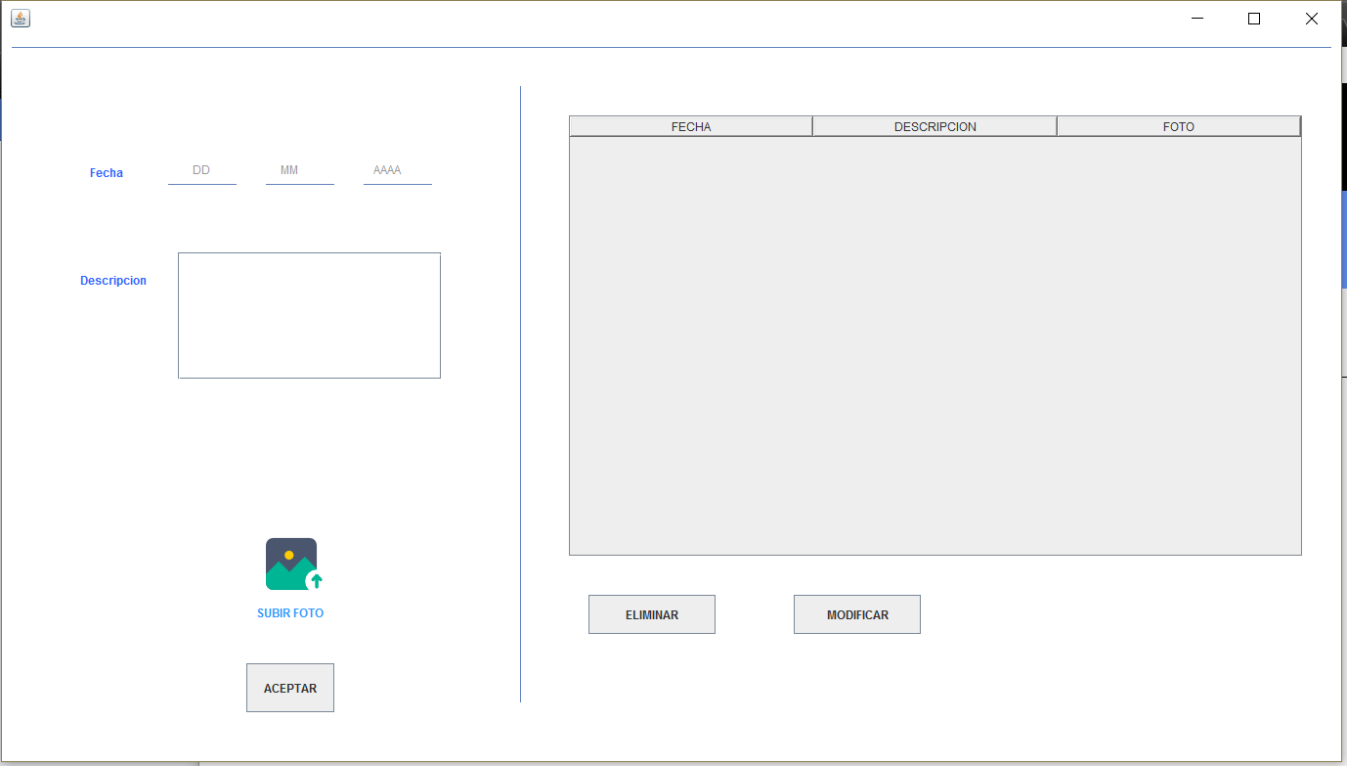 Fecha DD MM AAAA
Descripcion
SUBIR FOTO
ACEPTAR
FECHA DESCRIPCION FOTO
ELIMINAR MODIFICAR